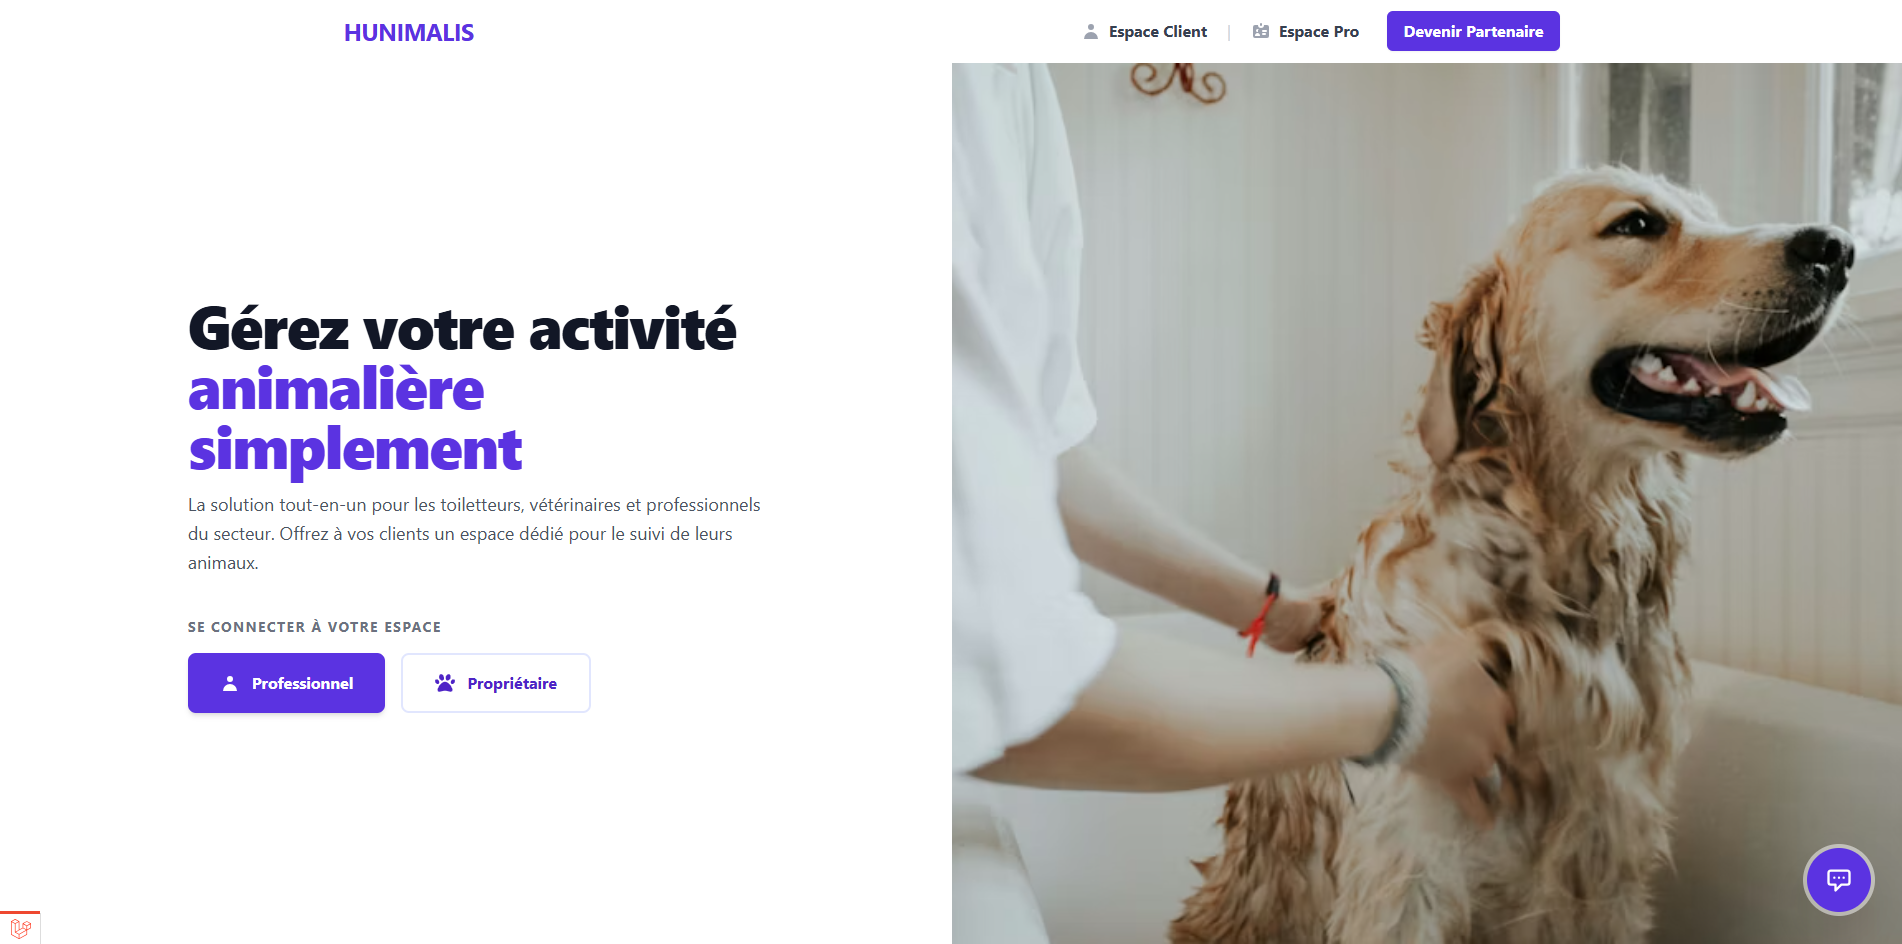 HUNIMALIS
Espace Client | Espace Pro
Devenir Partenaire
Gérez votre activité
animalière
simplement
La solution tout-en-un pour les toiletteurs, vétérinaires et professionnels
du secteur. Offrez à vos clients un espace dédié pour le suivi de leurs
animaux.
SE CONNECTER À VOTRE ESPACE
Professionnel
Propriétaire